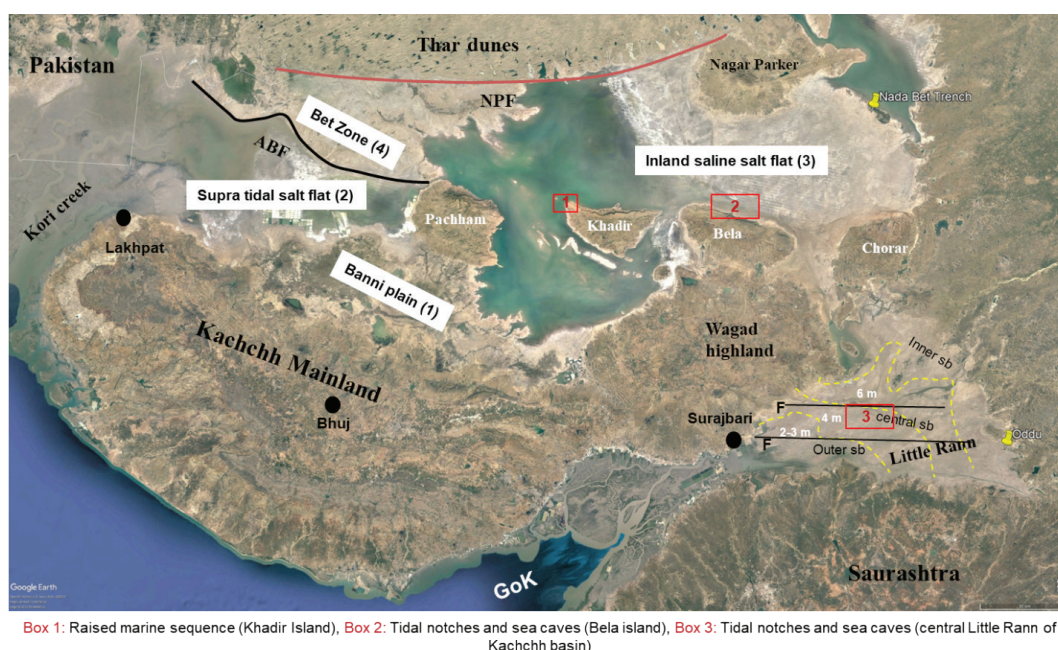 Thar dunes
Pakistan
Nagar Parker
NPF
Nada Bet Trench
Bet Zone (4)
ABF
Inland saline salt flat (3)
Supra tidal salt flat (2)
Kori creek
1
2
Pachham
Khadir
Bela
Chorar
Lakhpat
Banni plain (1)
Kachchh Mainland
Wagad
highland
Inner sb
6 m
F
Bhuj
Surajbari
4 m
3
central sb
2-3 m
F
Outer sb
Little Rann
Oddu
GoK
Saurashtra
Google Earth
Box 1: Raised marine sequence (Khadir Island), Box 2: Tidal notches and sea caves (Bela island), Box 3: Tidal notches and sea caves (central Little Rann of
Kachchh basin)